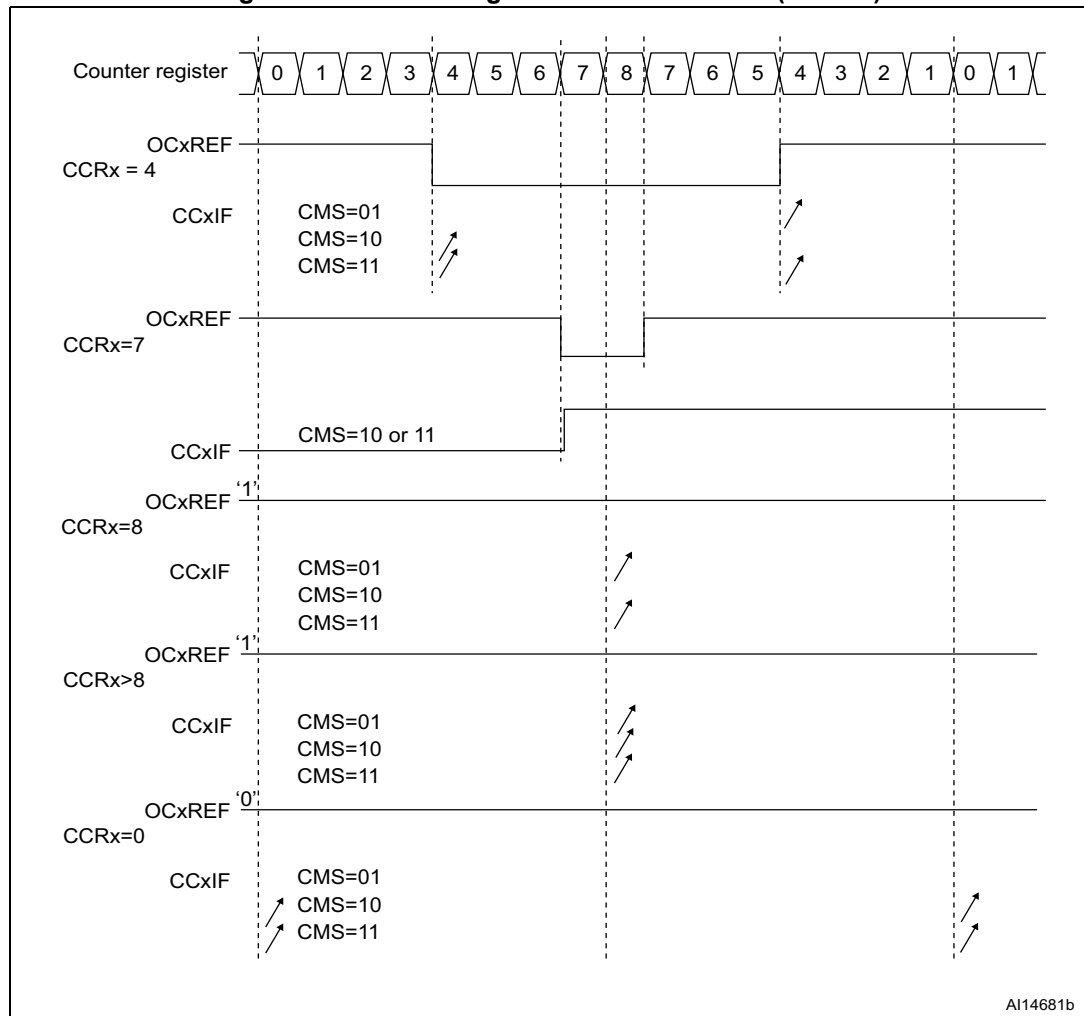 Counter register 0 1 2 3 4 5 6 7 8 7 6 5 4 3 2 1 0 1
OCxREF
CCRx = 4
CCxIF CMS=01
CMS=10
CMS=11
OCxREF
CCRx=7
CMS=10 or 11
CCxIF
OCxREF '1'
CCRx=8
CCxIF CMS=01
CMS=10
CMS=11
OCxREF '1'
CCRx>8
CCxIF CMS=01
CMS=10
CMS=11
OCxREF '0'
CCRx=0
CCxIF CMS=01
CMS=10
CMS=11
AI14681b